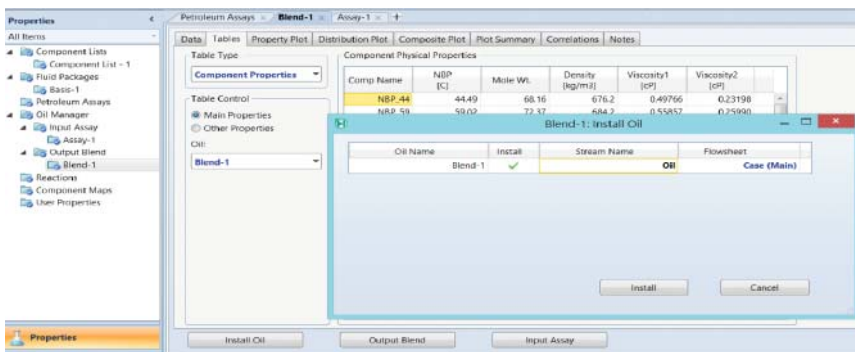 Properties <
All Items
Component Lists
Component List - 1
Fluid Packages
Basis-1
Petroleum Assays
Oil Manager
Input Assay
Assay-1
Output Blend
Blend-1
Reactions
Component Maps
User Properties
Properties
Petroleum Assays × Blend-1 × Assay-1 × +
Data Tables Property Plot Distribution Plot Composite Plot Plot Summary Correlations Notes
Table Type
Component Properties
Table Control
Main Properties
Other Properties
Oil:
Blend-1
Component Physical Properties
Comp Name NBP [C] Mole Wt. Density [kg/m3] Viscosity1 [cP] Viscosity2 [cP]
NBP_44 44.49 68.16 676.2 0.49766 0.23198
NBP_59 59.02 72.37 684.2 0.55857 0.25990
Blend-1: Install Oil
Oil Name Install Stream Name Flowsheet
Blend-1 Oil Case (Main)
Install Cancel
Install Oil Output Blend Input Assay